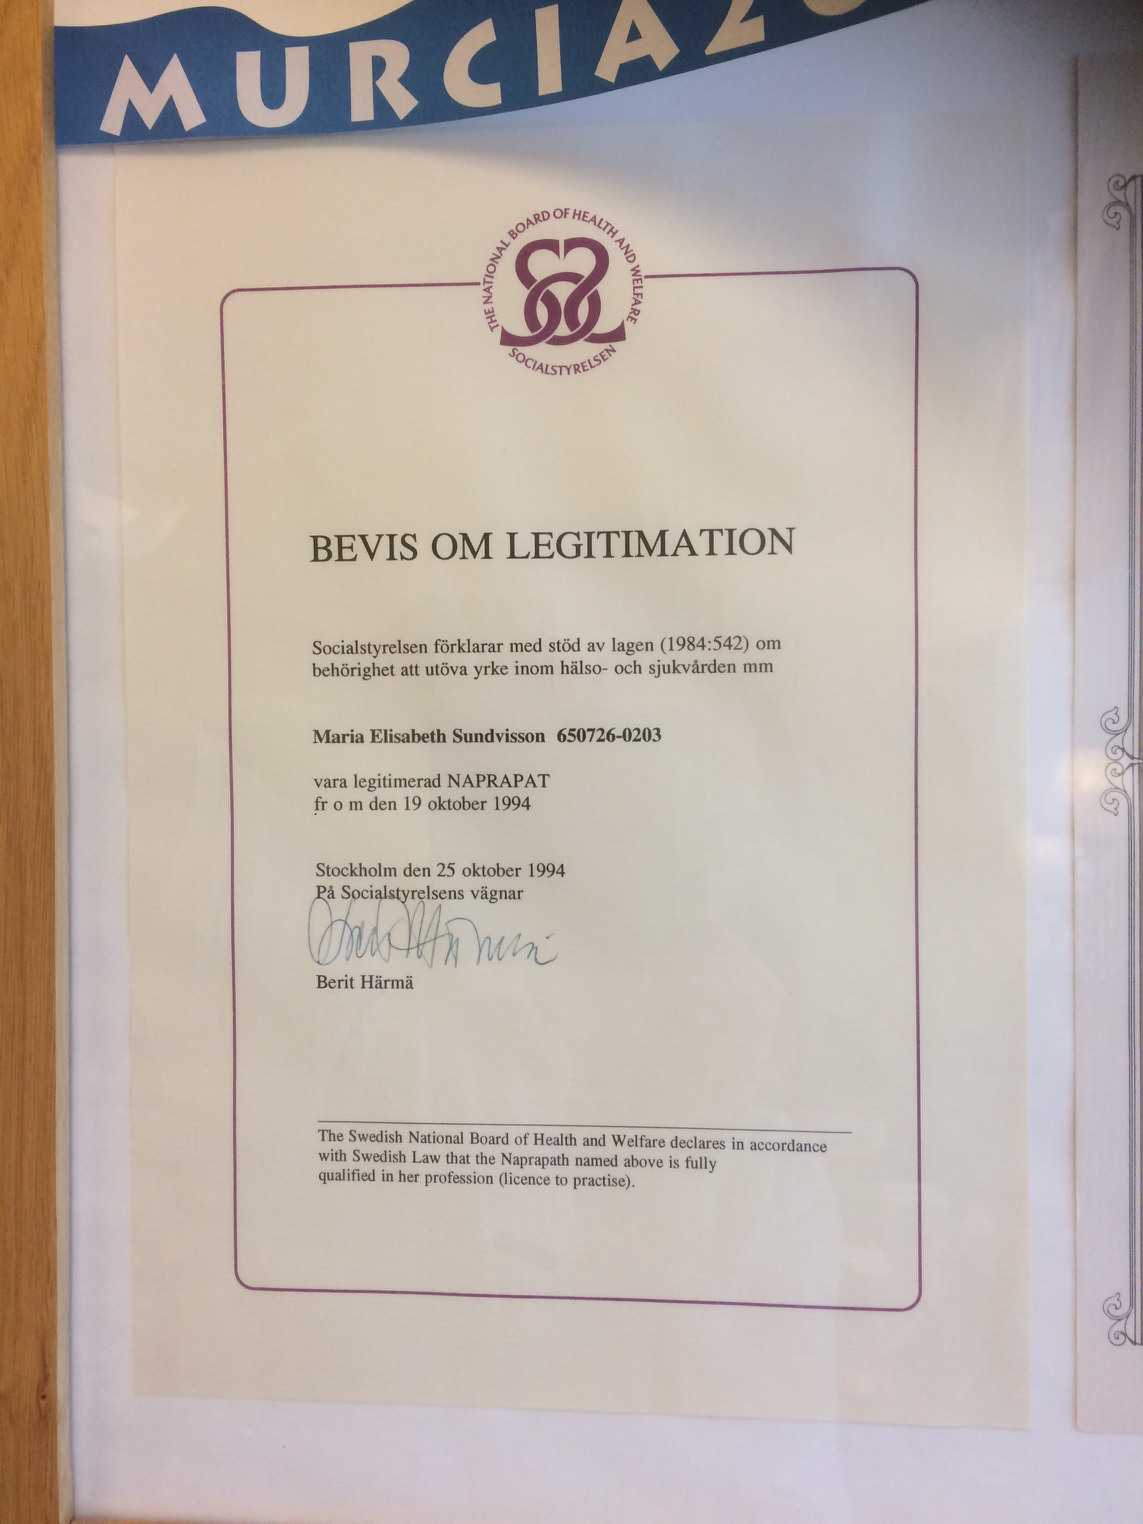 MURCIA
THE NATIONAL BOARD OF HEALTH AND WELFARE
SOCIALSTYRELSEN
BEVIS OM LEGITIMATION
Socialstyrelsen förklarar med stöd av lagen (1984:542) om
behörighet att utöva yrke inom hälso- och sjukvården mm
Maria Elisabeth Sundvisson 650726-0203
vara legitimerad NAPRAPAT
fr o m den 19 oktober 1994
Stockholm den 25 oktober 1994
På Socialstyrelsens vägnar
Berit Härmä
The Swedish National Board of Health and Welfare declares in accordance
with Swedish Law that the Naprapath named above is fully
qualified in her profession (licence to practise).